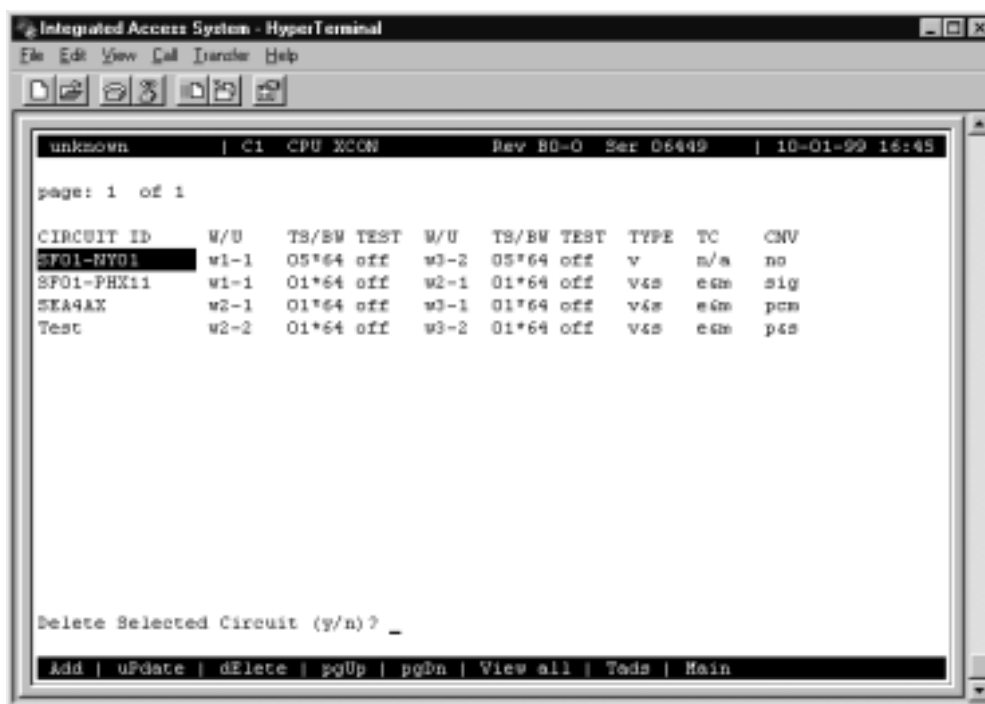 Integrated Access System - HyperTerminal
File Edit View Call Transfer Help
unknown | C1 CPU XCON Rev B0-0 Ser 06449 | 10-01-99 16:45
page: 1 of 1
CIRCUIT ID W/U TS/BW TEST W/U TS/BW TEST TYPE TC CNV
SF01-NY01 w1-1 05*64 off w3-2 05*64 off v n/a no
SF01-PHX11 w1-1 01*64 off w2-1 01*64 off v&s e&m sig
SEA4AX w2-1 01*64 off w3-1 01*64 off v&s e&m pcm
Test w2-2 01*64 off w3-2 01*64 off v&s e&m p&s
Delete Selected Circuit (y/n)? _
Add | uPdate | dElete | pgUp | pgDn | View all | Tads | Main